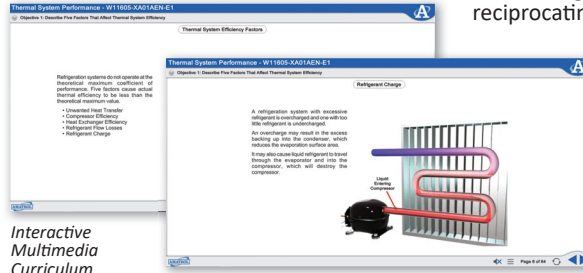 reciprocatin
Thermal System Performance - W11605-XA01AEN-E1
Objective 1: Describe Five Factors That Affect Thermal System Efficiency
Thermal System Efficiency Factors
Refrigeration systems do not operate at the
theoretical maximum coefficient of
performance. Five factors cause actual
thermal efficiency to be less than the
theoretical maximum value.
• Unwanted Heat Transfer
• Compressor Efficiency
• Heat Exchanger Efficiency
• Refrigerant Flow Losses
• Refrigerant Charge
AMATROL
Thermal System Performance - W11605-XA01AEN-E1
Objective 1: Describe Five Factors That Affect Thermal System Efficiency
Refrigerant Charge
A refrigeration system with excessive
refrigerant is overcharged and one with too
little refrigerant is undercharged.
An overcharge may result in the excess
backing up into the condenser, which
reduces the evaporation surface area.
It may also cause liquid refrigerant to travel
through the evaporator and into the
compressor, which will destroy the
compressor.
Liquid
Entering
Compressor
AMATROL
Page 8 of 84
Interactive
Multimedia
Curriculum